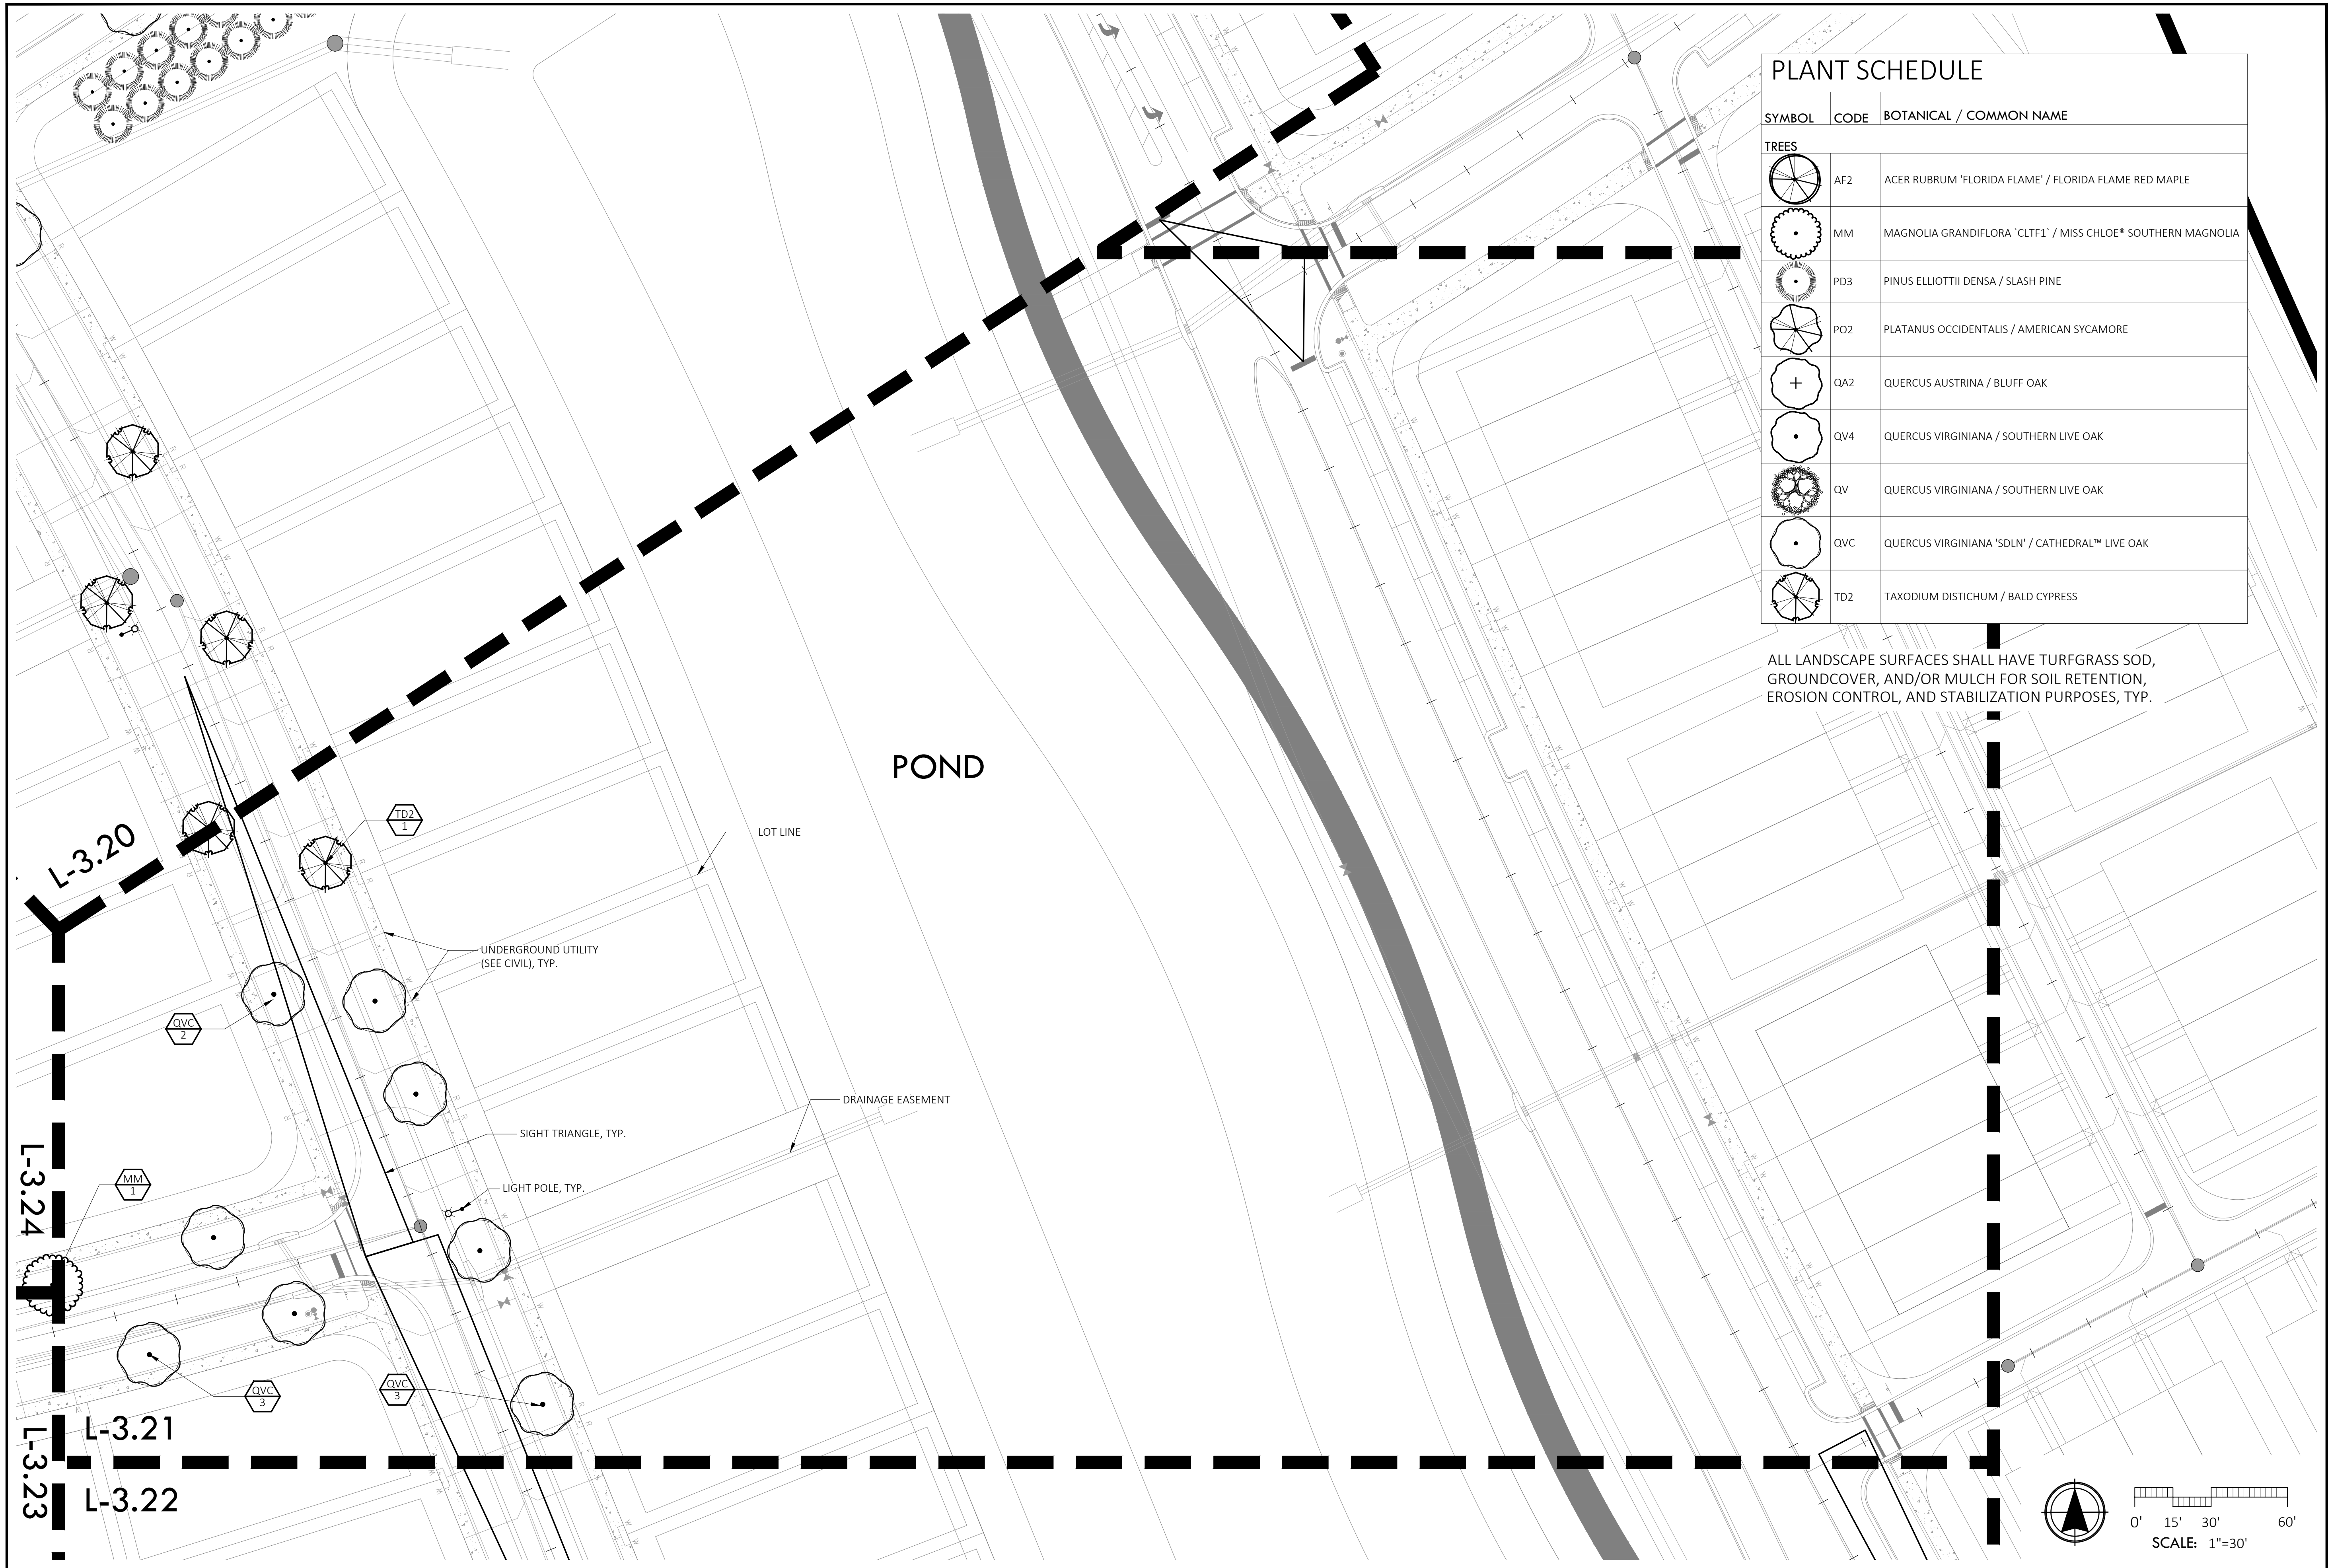 PLANT SCHEDULE
SYMBOL CODE BOTANICAL / COMMON NAME
TREES
AF2 ACER RUBRUM 'FLORIDA FLAME' / FLORIDA FLAME RED MAPLE
MM MAGNOLIA GRANDIFLORA `CLTF1` / MISS CHLOE® SOUTHERN MAGNOLIA
PD3 PINUS ELLIOTTII DENSA / SLASH PINE
PO2 PLATANUS OCCIDENTALIS / AMERICAN SYCAMORE
QA2 QUERCUS AUSTRINA / BLUFF OAK
QV4 QUERCUS VIRGINIANA / SOUTHERN LIVE OAK
QV QUERCUS VIRGINIANA / SOUTHERN LIVE OAK
QVC QUERCUS VIRGINIANA 'SDLN' / CATHEDRAL™ LIVE OAK
TD2 TAXODIUM DISTICHUM / BALD CYPRESS
ALL LANDSCAPE SURFACES SHALL HAVE TURFGRASS SOD,
GROUNDCOVER, AND/OR MULCH FOR SOIL RETENTION,
EROSION CONTROL, AND STABILIZATION PURPOSES, TYP.
POND
TD2
1
LOT LINE
L-3.20
UNDERGROUND UTILITY
(SEE CIVIL), TYP.
QVC
2
DRAINAGE EASEMENT
SIGHT TRIANGLE, TYP.
LIGHT POLE, TYP.
MM
1
L-3.24
QVC
3
QVC
3
L-3.21
L-3.23
L-3.22
0' 15' 30' 60'
SCALE: 1"=30'